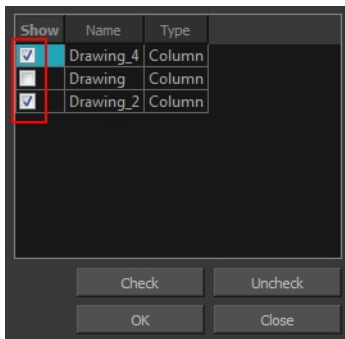 Show Name Type
Drawing_4 Column
Drawing Column
Drawing_2 Column
Check Uncheck
OK Close